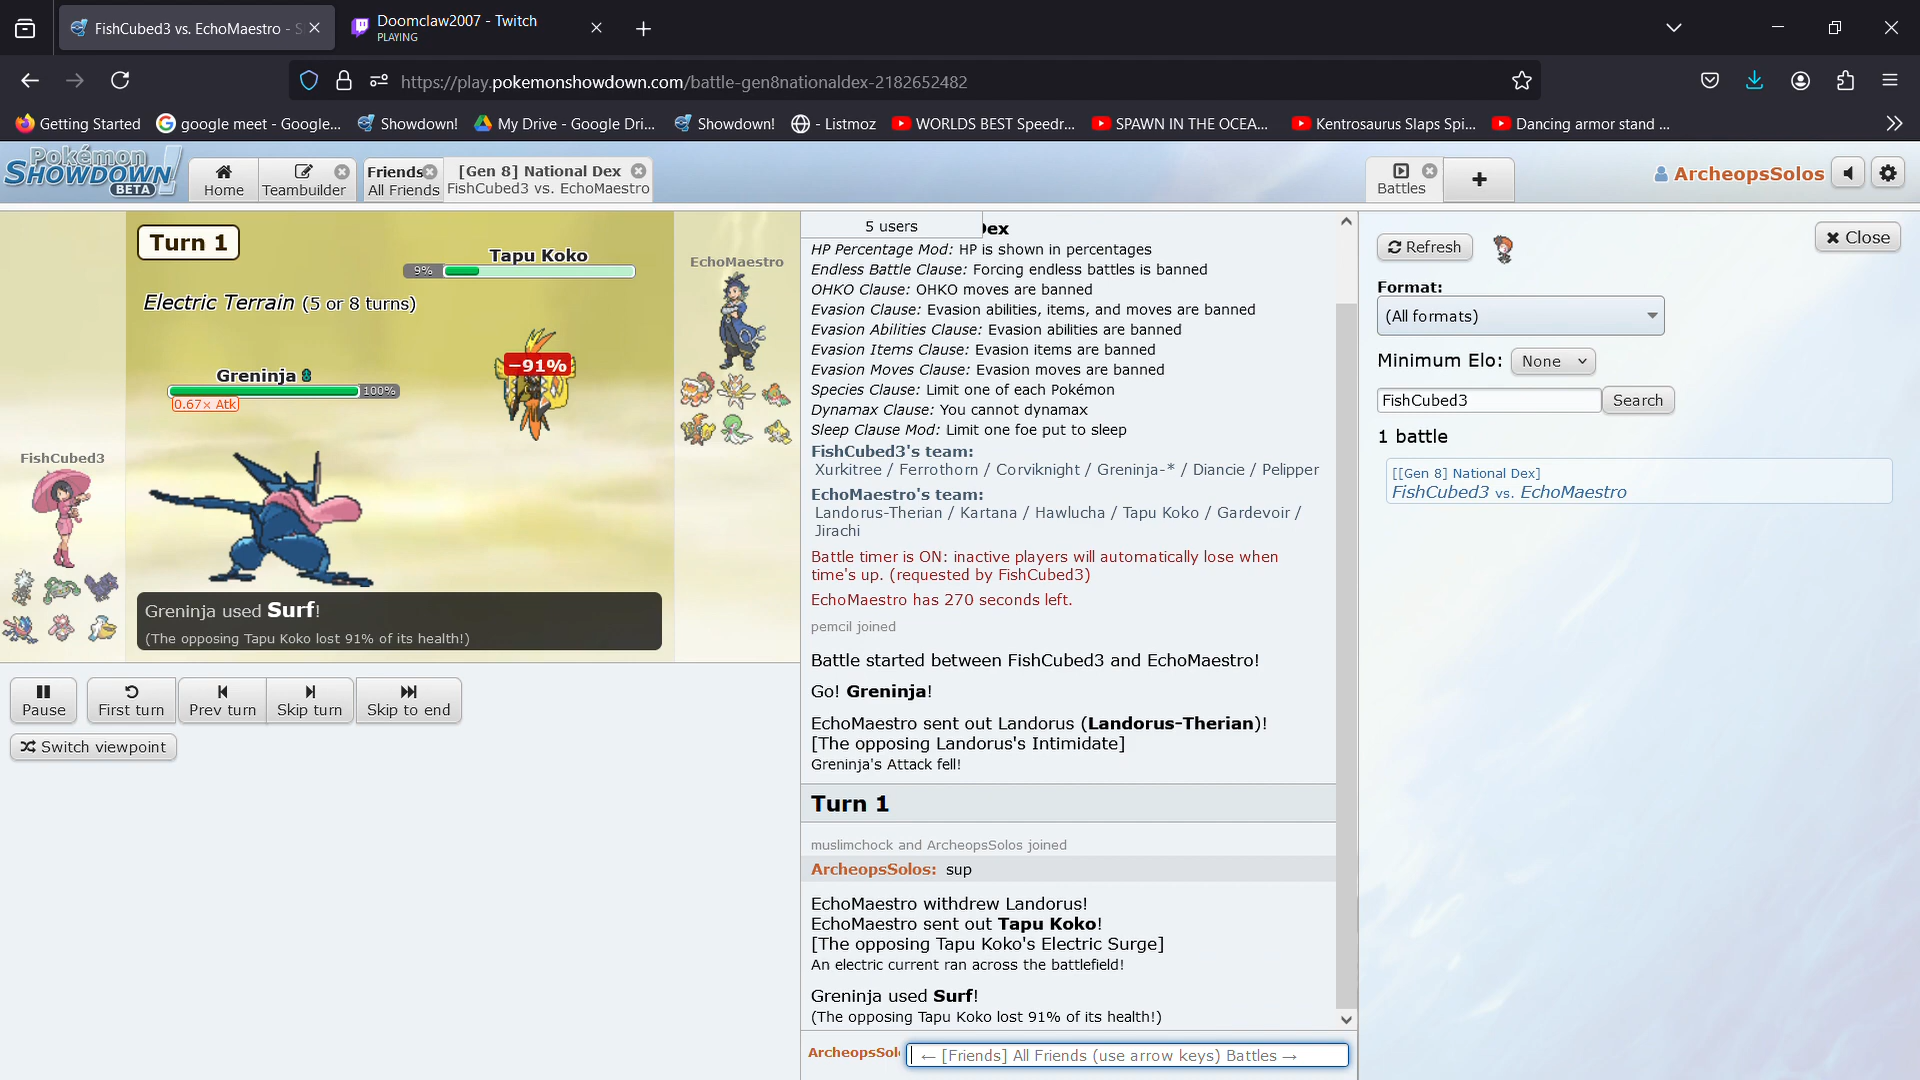 FishCubed3 vs. EchoMaestro - S
Doomclaw2007 - Twitch
PLAYING
https://play.pokemonshowdown.com/battle-gen8nationaldex-2182652482
Getting Started
google meet - Google...
Showdown!
My Drive - Google Dri...
Showdown!
- Listmoz
WORLDS BEST Speedr...
SPAWN IN THE OCEA...
Kentrosaurus Slaps Spi...
Dancing armor stand ...
Pokémon
SHOWDOWN!
BETA
Home
Teambuilder
Friends
All Friends
[Gen 8] National Dex
FishCubed3 vs. EchoMaestro
Battles
ArcheopsSolos
Turn 1
Tapu Koko
9%
Electric Terrain (5 or 8 turns)
−91%
Greninja
100%
0.67× Atk
EchoMaestro
FishCubed3
Greninja used Surf!
(The opposing Tapu Koko lost 91% of its health!)
Pause
First turn
Prev turn
Skip turn
Skip to end
Switch viewpoint
5 users
Dex
HP Percentage Mod: HP is shown in percentages
Endless Battle Clause: Forcing endless battles is banned
OHKO Clause: OHKO moves are banned
Evasion Clause: Evasion abilities, items, and moves are banned
Evasion Abilities Clause: Evasion abilities are banned
Evasion Items Clause: Evasion items are banned
Evasion Moves Clause: Evasion moves are banned
Species Clause: Limit one of each Pokémon
Dynamax Clause: You cannot dynamax
Sleep Clause Mod: Limit one foe put to sleep
FishCubed3's team:
Xurkitree / Ferrothorn / Corviknight / Greninja-* / Diancie / Pelipper
EchoMaestro's team:
Landorus-Therian / Kartana / Hawlucha / Tapu Koko / Gardevoir /
Jirachi
Battle timer is ON: inactive players will automatically lose when
time's up. (requested by FishCubed3)
EchoMaestro has 270 seconds left.
pemcil joined
Battle started between FishCubed3 and EchoMaestro!
Go! Greninja!
EchoMaestro sent out Landorus (Landorus-Therian)!
[The opposing Landorus's Intimidate]
Greninja's Attack fell!
Turn 1
muslimchock and ArcheopsSolos joined
ArcheopsSolos: sup
EchoMaestro withdrew Landorus!
EchoMaestro sent out Tapu Koko!
[The opposing Tapu Koko's Electric Surge]
An electric current ran across the battlefield!
Greninja used Surf!
(The opposing Tapu Koko lost 91% of its health!)
ArcheopsSol
← [Friends] All Friends (use arrow keys) Battles →
Refresh
Close
Format:
(All formats)
Minimum Elo:
None
FishCubed3
Search
1 battle
[[Gen 8] National Dex]
FishCubed3 vs. EchoMaestro